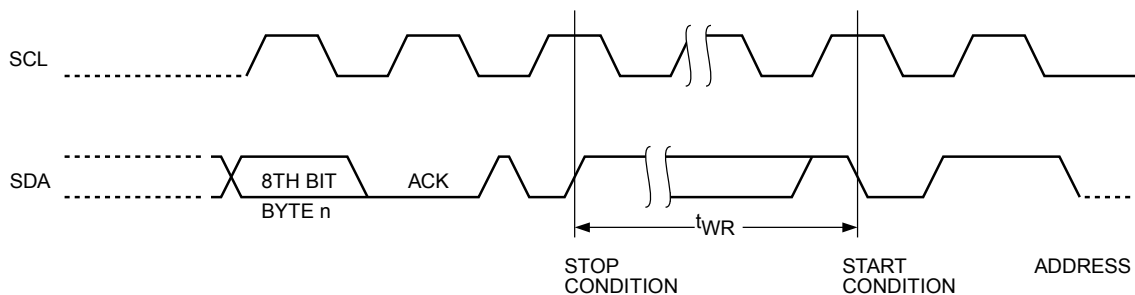 SCL
SDA
8TH BIT
ACK
BYTE n
tWR
STOP
CONDITION
START
CONDITION
ADDRESS